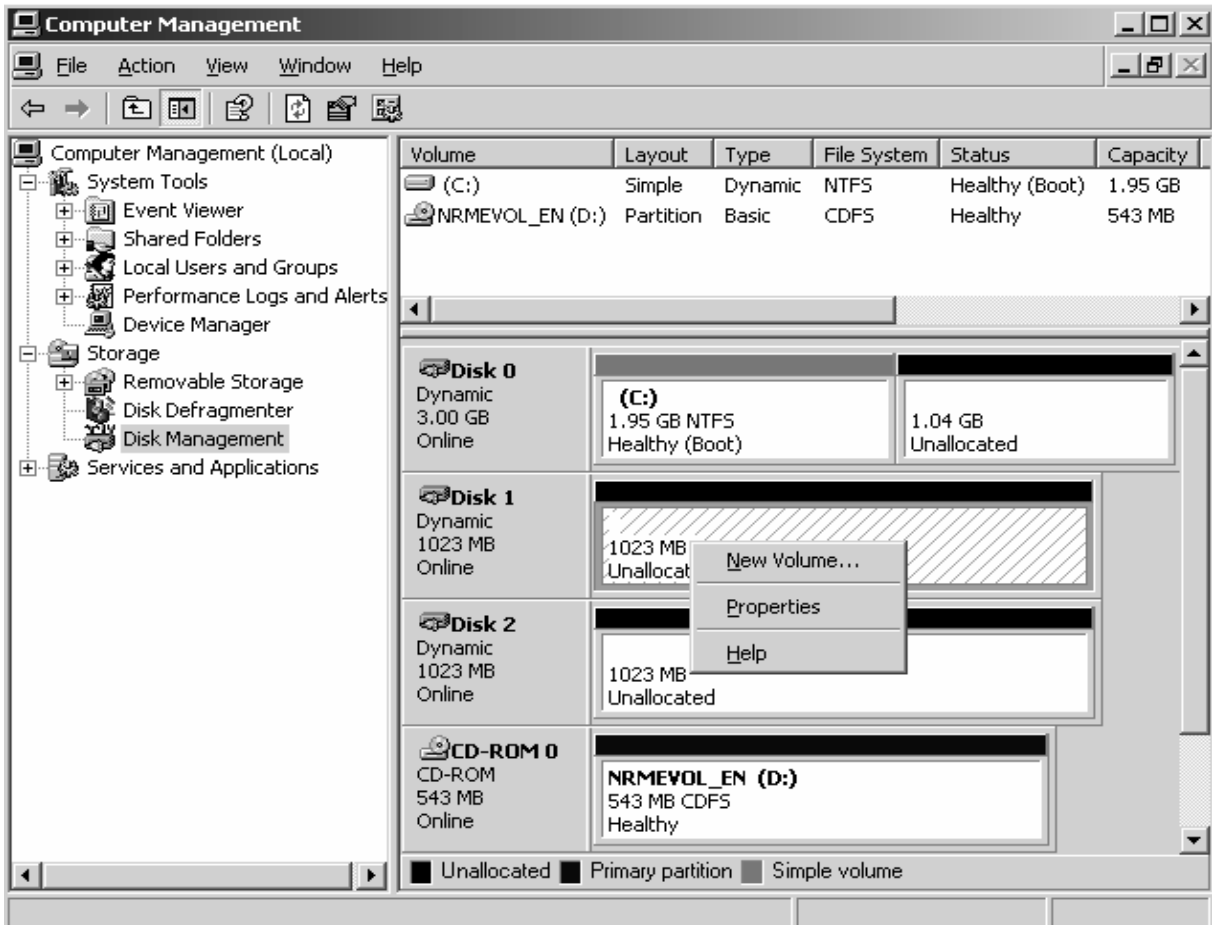 Computer Management
File Action View Window Help
Computer Management (Local)
System Tools
Event Viewer
Shared Folders
Local Users and Groups
Performance Logs and Alerts
Device Manager
Storage
Removable Storage
Disk Defragmenter
Disk Management
Services and Applications
Volume Layout Type File System Status Capacity
(C:) Simple Dynamic NTFS Healthy (Boot) 1.95 GB
NRMEVOL_EN (D:) Partition Basic CDFS Healthy 543 MB
Disk 0
Dynamic
3.00 GB
Online
(C:)
1.95 GB NTFS
Healthy (Boot)
1.04 GB
Unallocated
Disk 1
Dynamic
1023 MB
Online
1023 MB
Unallocat
New Volume...
Properties
Help
Disk 2
Dynamic
1023 MB
Online
1023 MB
Unallocated
CD-ROM 0
CD-ROM
543 MB
Online
NRMEVOL_EN (D:)
543 MB CDFS
Healthy
Unallocated Primary partition Simple volume